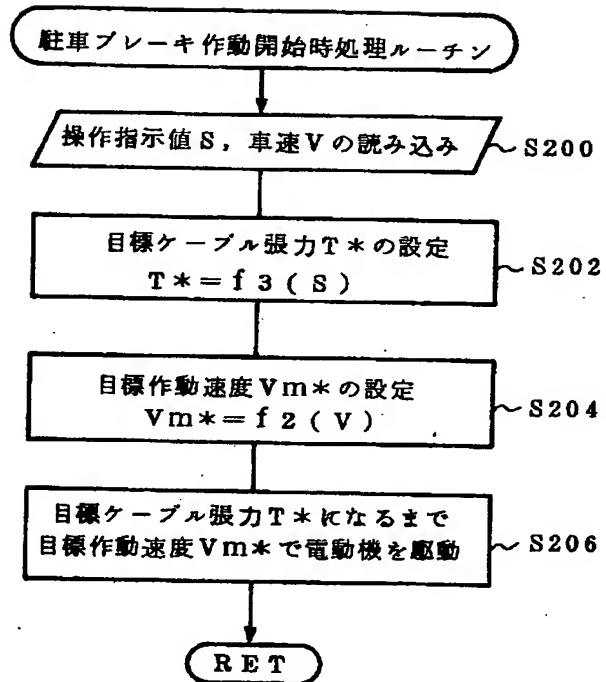 駐車ブレーキ作動開始時処理ルーチン
操作指示値S，車速Vの読み込み
S200
目標ケーブル張力T*の設定
T*=f3(S)
S202
目標作動速度Vm*の設定
Vm*=f2(V)
S204
目標ケーブル張力T*になるまで
目標作動速度Vm*で電動機を駆動
S206
RET